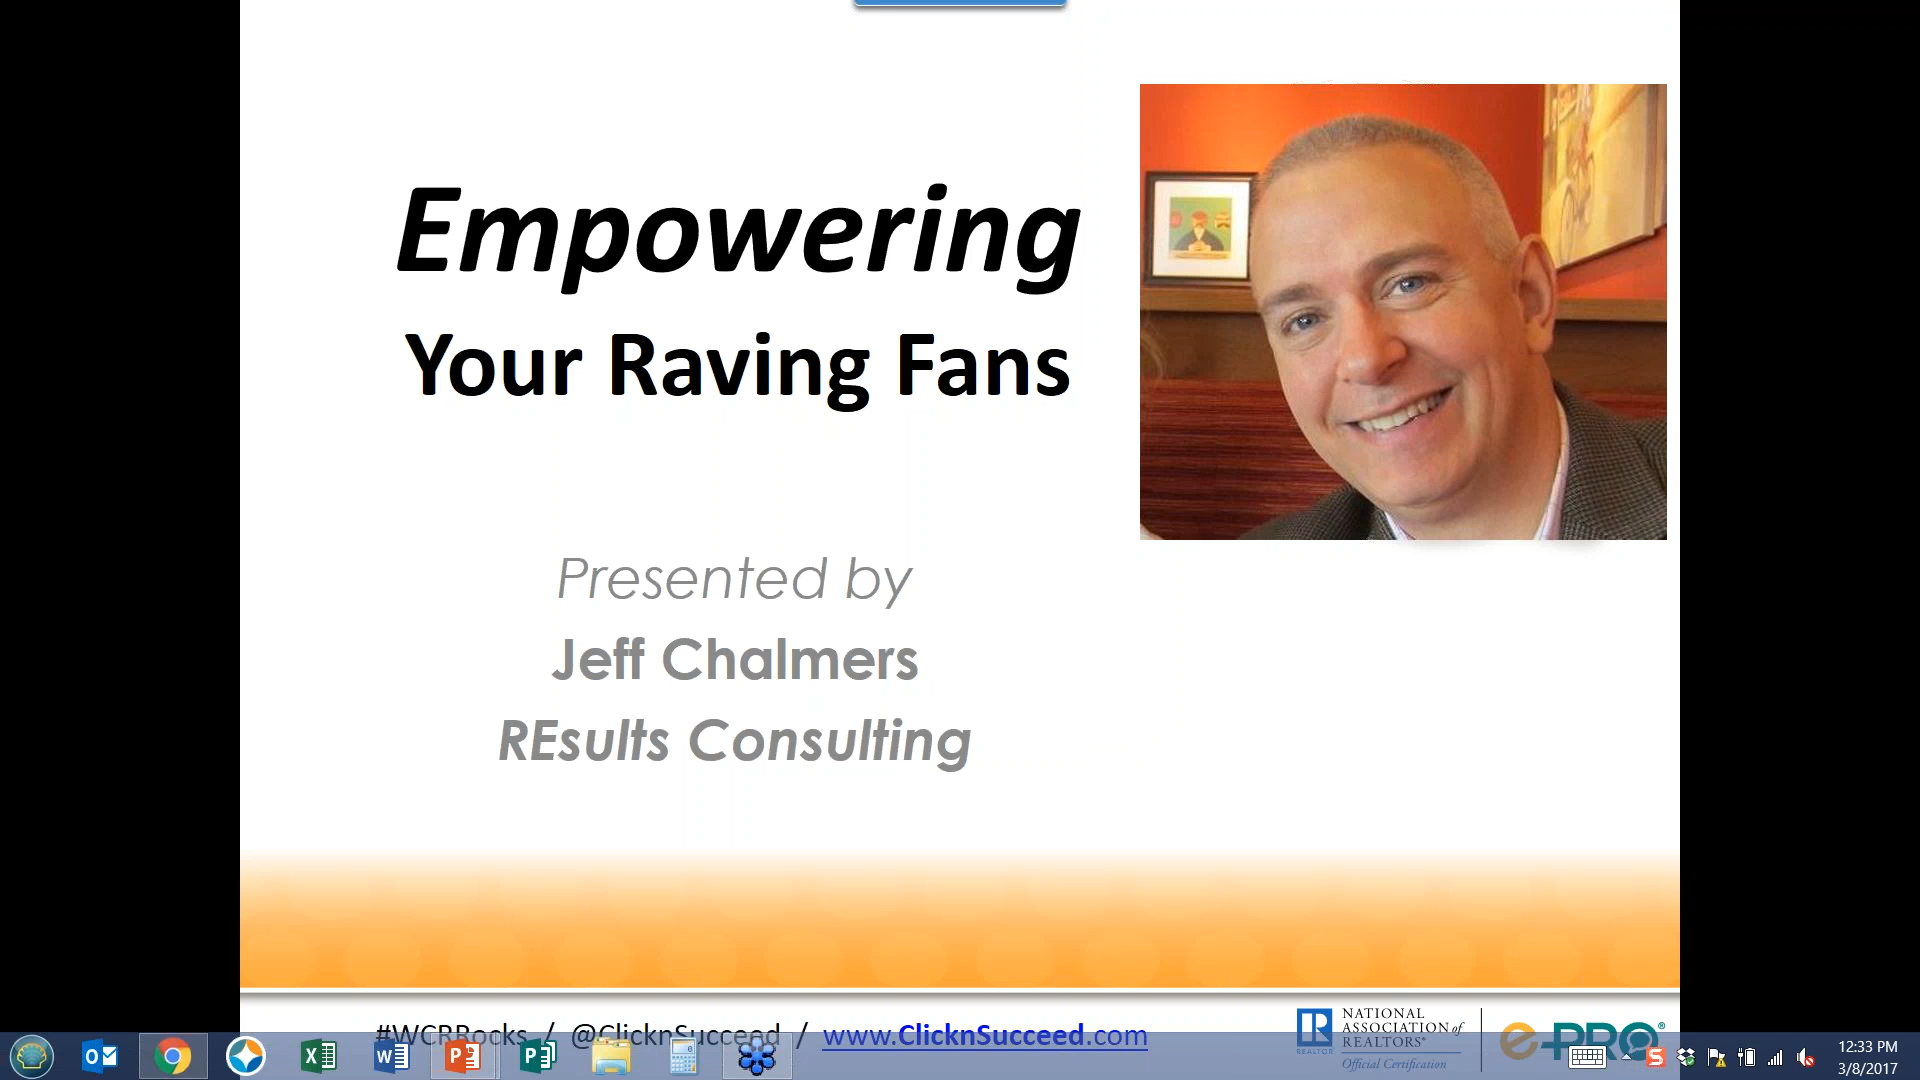 Empowering
Your Raving Fans
Presented by
Jeff Chalmers
REsults Consulting
#WCRRocks / @ClicknSucceed / www.ClicknSucceed.com
NATIONAL
ASSOCIATION of
REALTORS®
REALTOR
Official Certification
e-PRO®
12:33 PM
3/8/2017